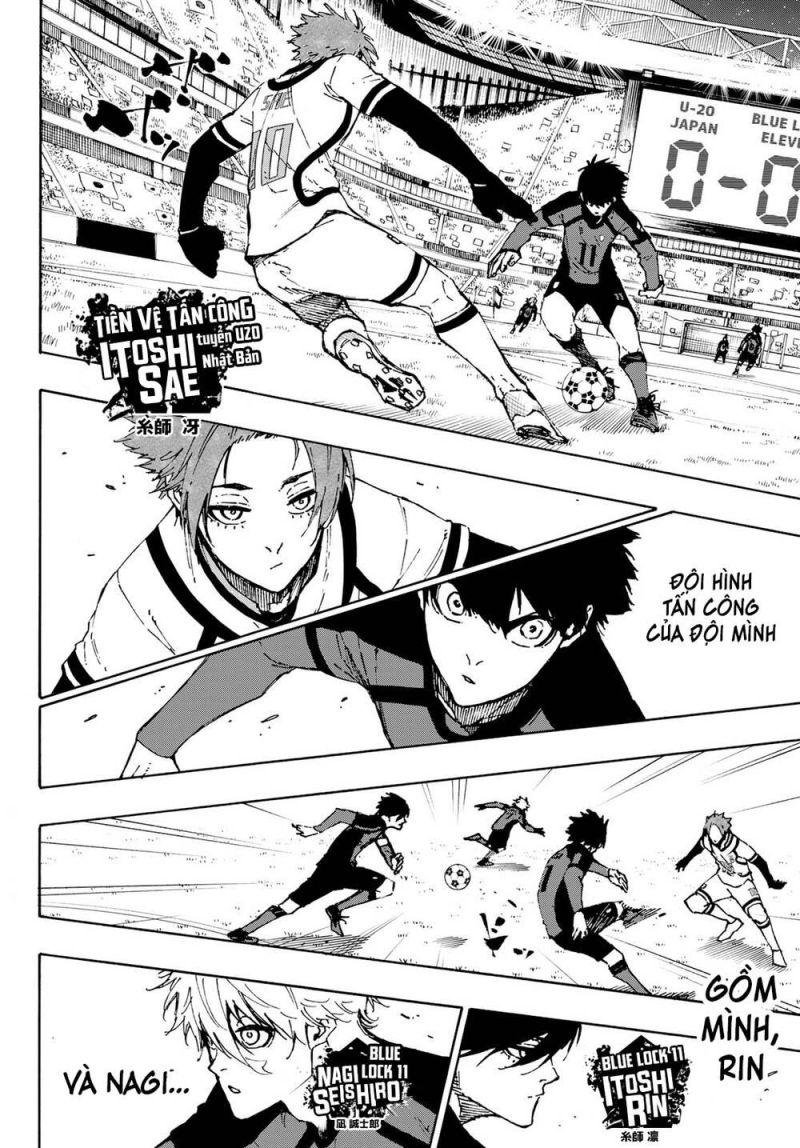 U-20
JAPAN
BLUE L
ELEVE
0-0
SAE
10
11
TIỀN VỆ TẤN CÔNG
tuyển U20
Nhật Bản
ITOSHI
SAE
糸師 冴
ĐỘI HÌNH
TẤN CÔNG
CỦA ĐỘI MÌNH
GỒM
MÌNH,
RIN
BLUE LOCK 11
ITOSHI
RIN
糸師 凛
BLUE
LOCK 11
NAGI
SEISHIRO
凪 誠士郎
VÀ NAGI...